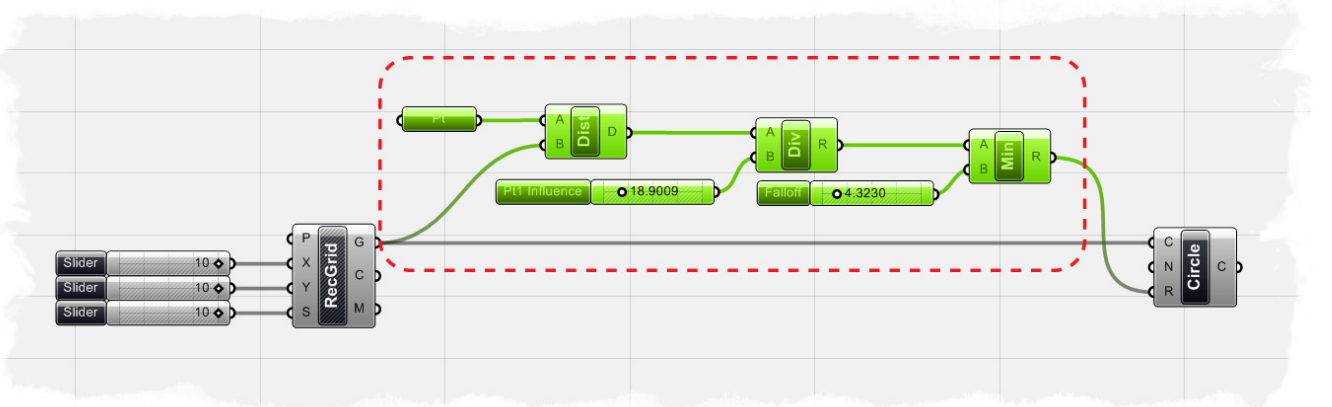 Pt
A
B
Dist
D
A
B
Div
R
A
B
Min
R
Pt1 Influence 18.9009
Falloff 4.3230
Slider 10
Slider 10
Slider 10
P
X
Y
S
RecGrid
G
C
M
C
N
R
Circle
C